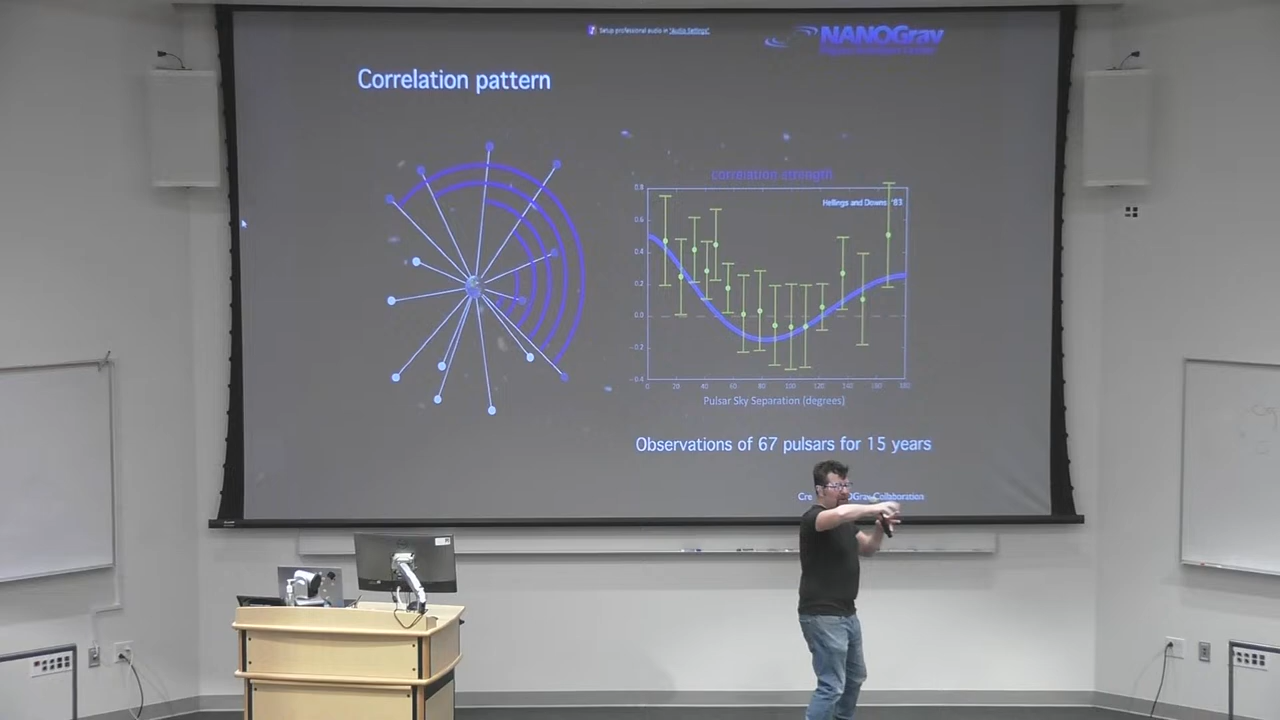 Setup professional audio in "Audio Settings"
NANOGrav
Correlation pattern
correlation strength
Hellings and Downs '83
0.8
0.6
0.4
0.2
0.0
-0.2
-0.4
0 20 40 60 80 100 120 140 160 180
Pulsar Sky Separation (degrees)
Observations of 67 pulsars for 15 years
Collaboration